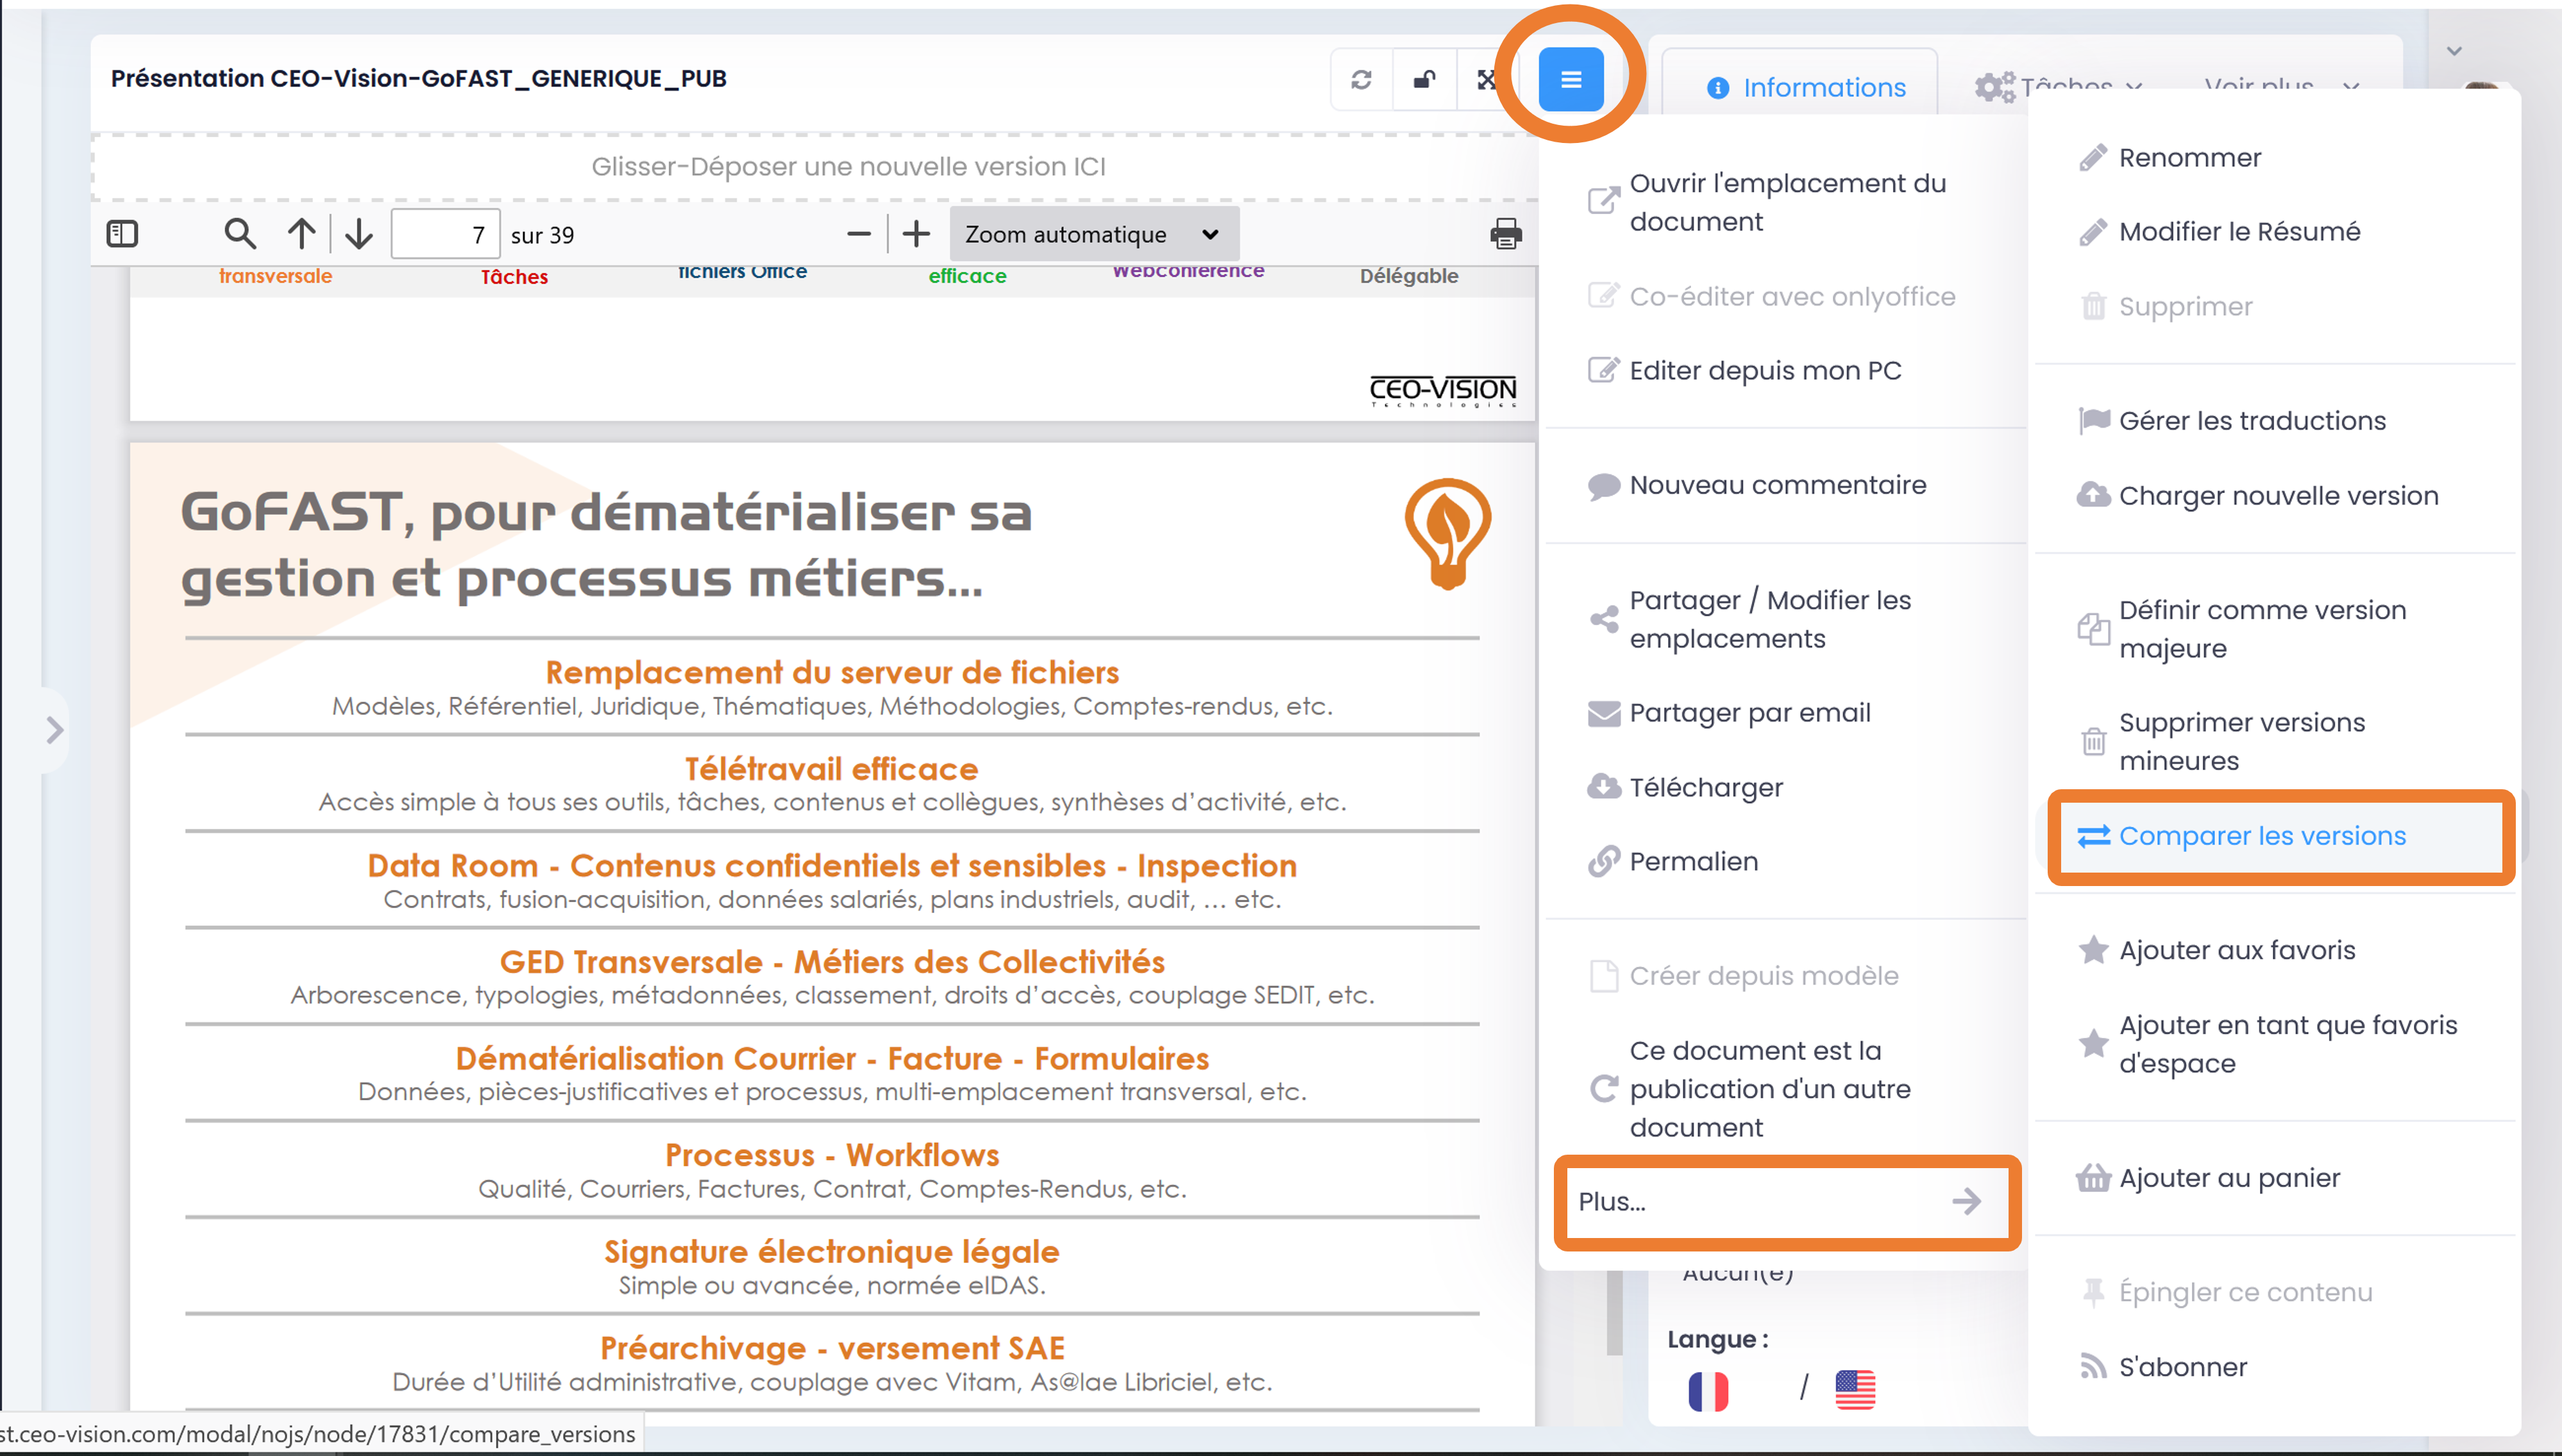 Présentation CEO-Vision-GoFAST_GENERIQUE_PUB
Informations
Tâches
Voir plus
Glisser-Déposer une nouvelle version ICI
7 sur 39
Zoom automatique
transversale
Tâches
fichiers Office
efficace
Webconférence
Délégable
CEO-VISION
Technologies
GoFAST, pour dématérialiser sa
gestion et processus métiers...
Remplacement du serveur de fichiers
Modèles, Référentiel, Juridique, Thématiques, Méthodologies, Comptes-rendus, etc.
Télétravail efficace
Accès simple à tous ses outils, tâches, contenus et collègues, synthèses d’activité, etc.
Data Room - Contenus confidentiels et sensibles - Inspection
Contrats, fusion-acquisition, données salariés, plans industriels, audit, … etc.
GED Transversale - Métiers des Collectivités
Arborescence, typologies, métadonnées, classement, droits d’accès, couplage SEDIT, etc.
Dématérialisation Courrier - Facture - Formulaires
Données, pièces-justificatives et processus, multi-emplacement transversal, etc.
Processus - Workflows
Qualité, Courriers, Factures, Contrat, Comptes-Rendus, etc.
Signature électronique légale
Simple ou avancée, normée eIDAS.
Préarchivage - versement SAE
Durée d’Utilité administrative, couplage avec Vitam, As@lae Libriciel, etc.
st.ceo-vision.com/modal/nojs/node/17831/compare_versions
Ouvrir l'emplacement du
document
Co-éditer avec onlyoffice
Editer depuis mon PC
Nouveau commentaire
Partager / Modifier les
emplacements
Partager par email
Télécharger
Permalien
Créer depuis modèle
Ce document est la
publication d'un autre
document
Plus...
Aucun(e)
Langue :
/
Renommer
Modifier le Résumé
Supprimer
Gérer les traductions
Charger nouvelle version
Définir comme version
majeure
Supprimer versions
mineures
Comparer les versions
Ajouter aux favoris
Ajouter en tant que favoris
d'espace
Ajouter au panier
Épingler ce contenu
S'abonner